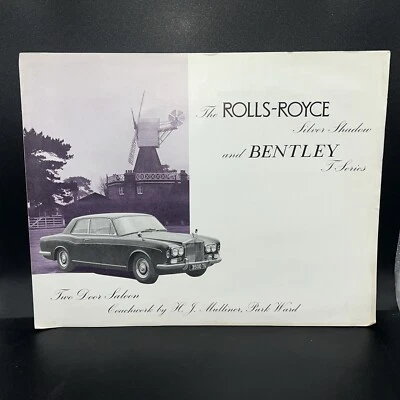 The ROLLS-ROYCE
Silver Shadow
and BENTLEY
T Series
Two Door Saloon
Coachwork by H. J. Mulliner, Park Ward